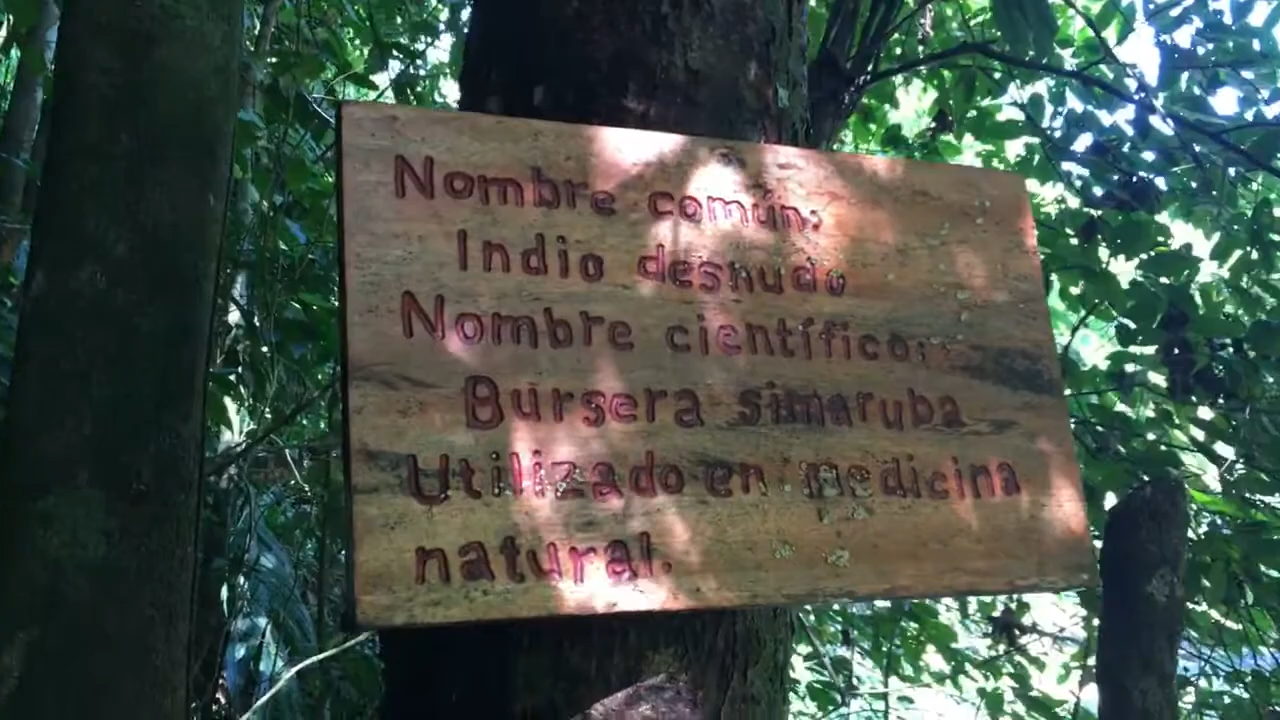 Nombre común:
Indio desnudo
Nombre científico:
Bursera simaruba
Utilizado en medicina
natural.